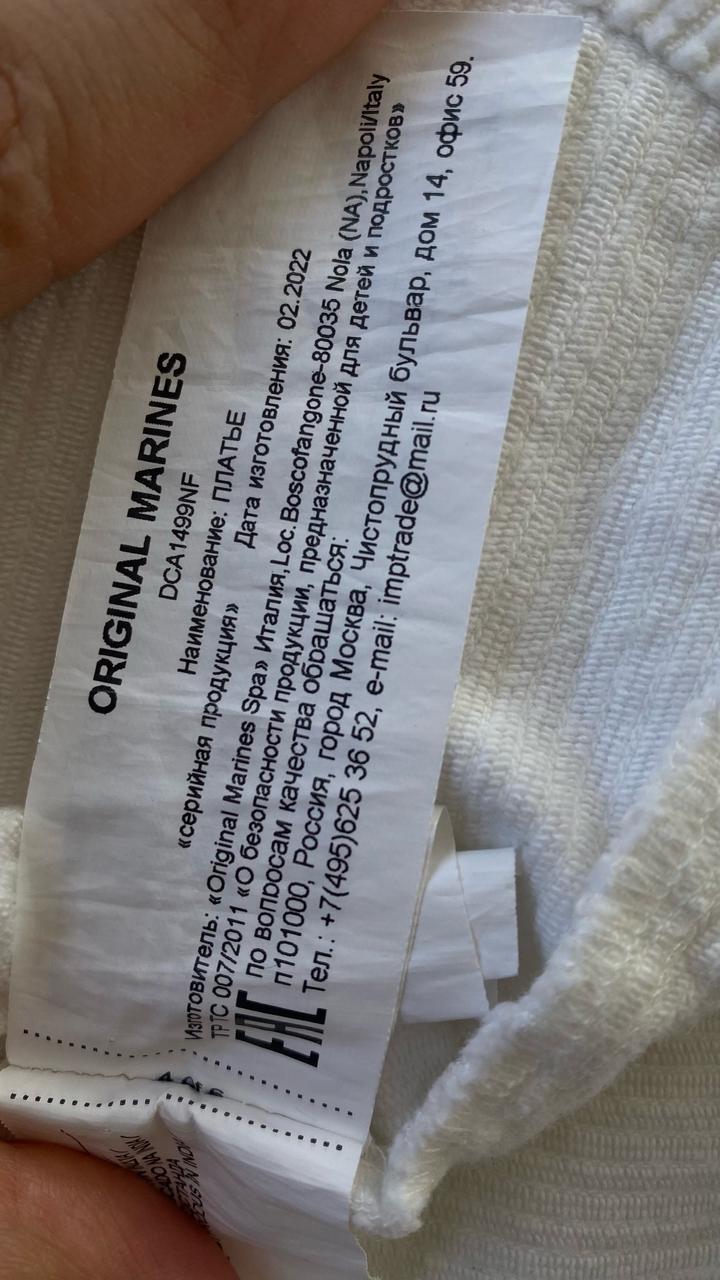 ORIGINAL MARINES
DCA1499NF
Наименование: ПЛАТЬЕ
«серийная продукция» Дата изготовления: 02.2022
Изготовитель: «Original Marines Spa» Италия, Loc. Boscofangone-80035 Nola (NA), Napoli/Italy
ТРТС 007/2011 «О безопасности продукции, предназначенной для детей и подростков»
по вопросам качества обращаться:
п101000, Россия, город Москва, Чистопрудный бульвар, дом 14, офис 59.
Тел.: +7(495)625 36 52, e-mail: imptrade@mail.ru
EAC